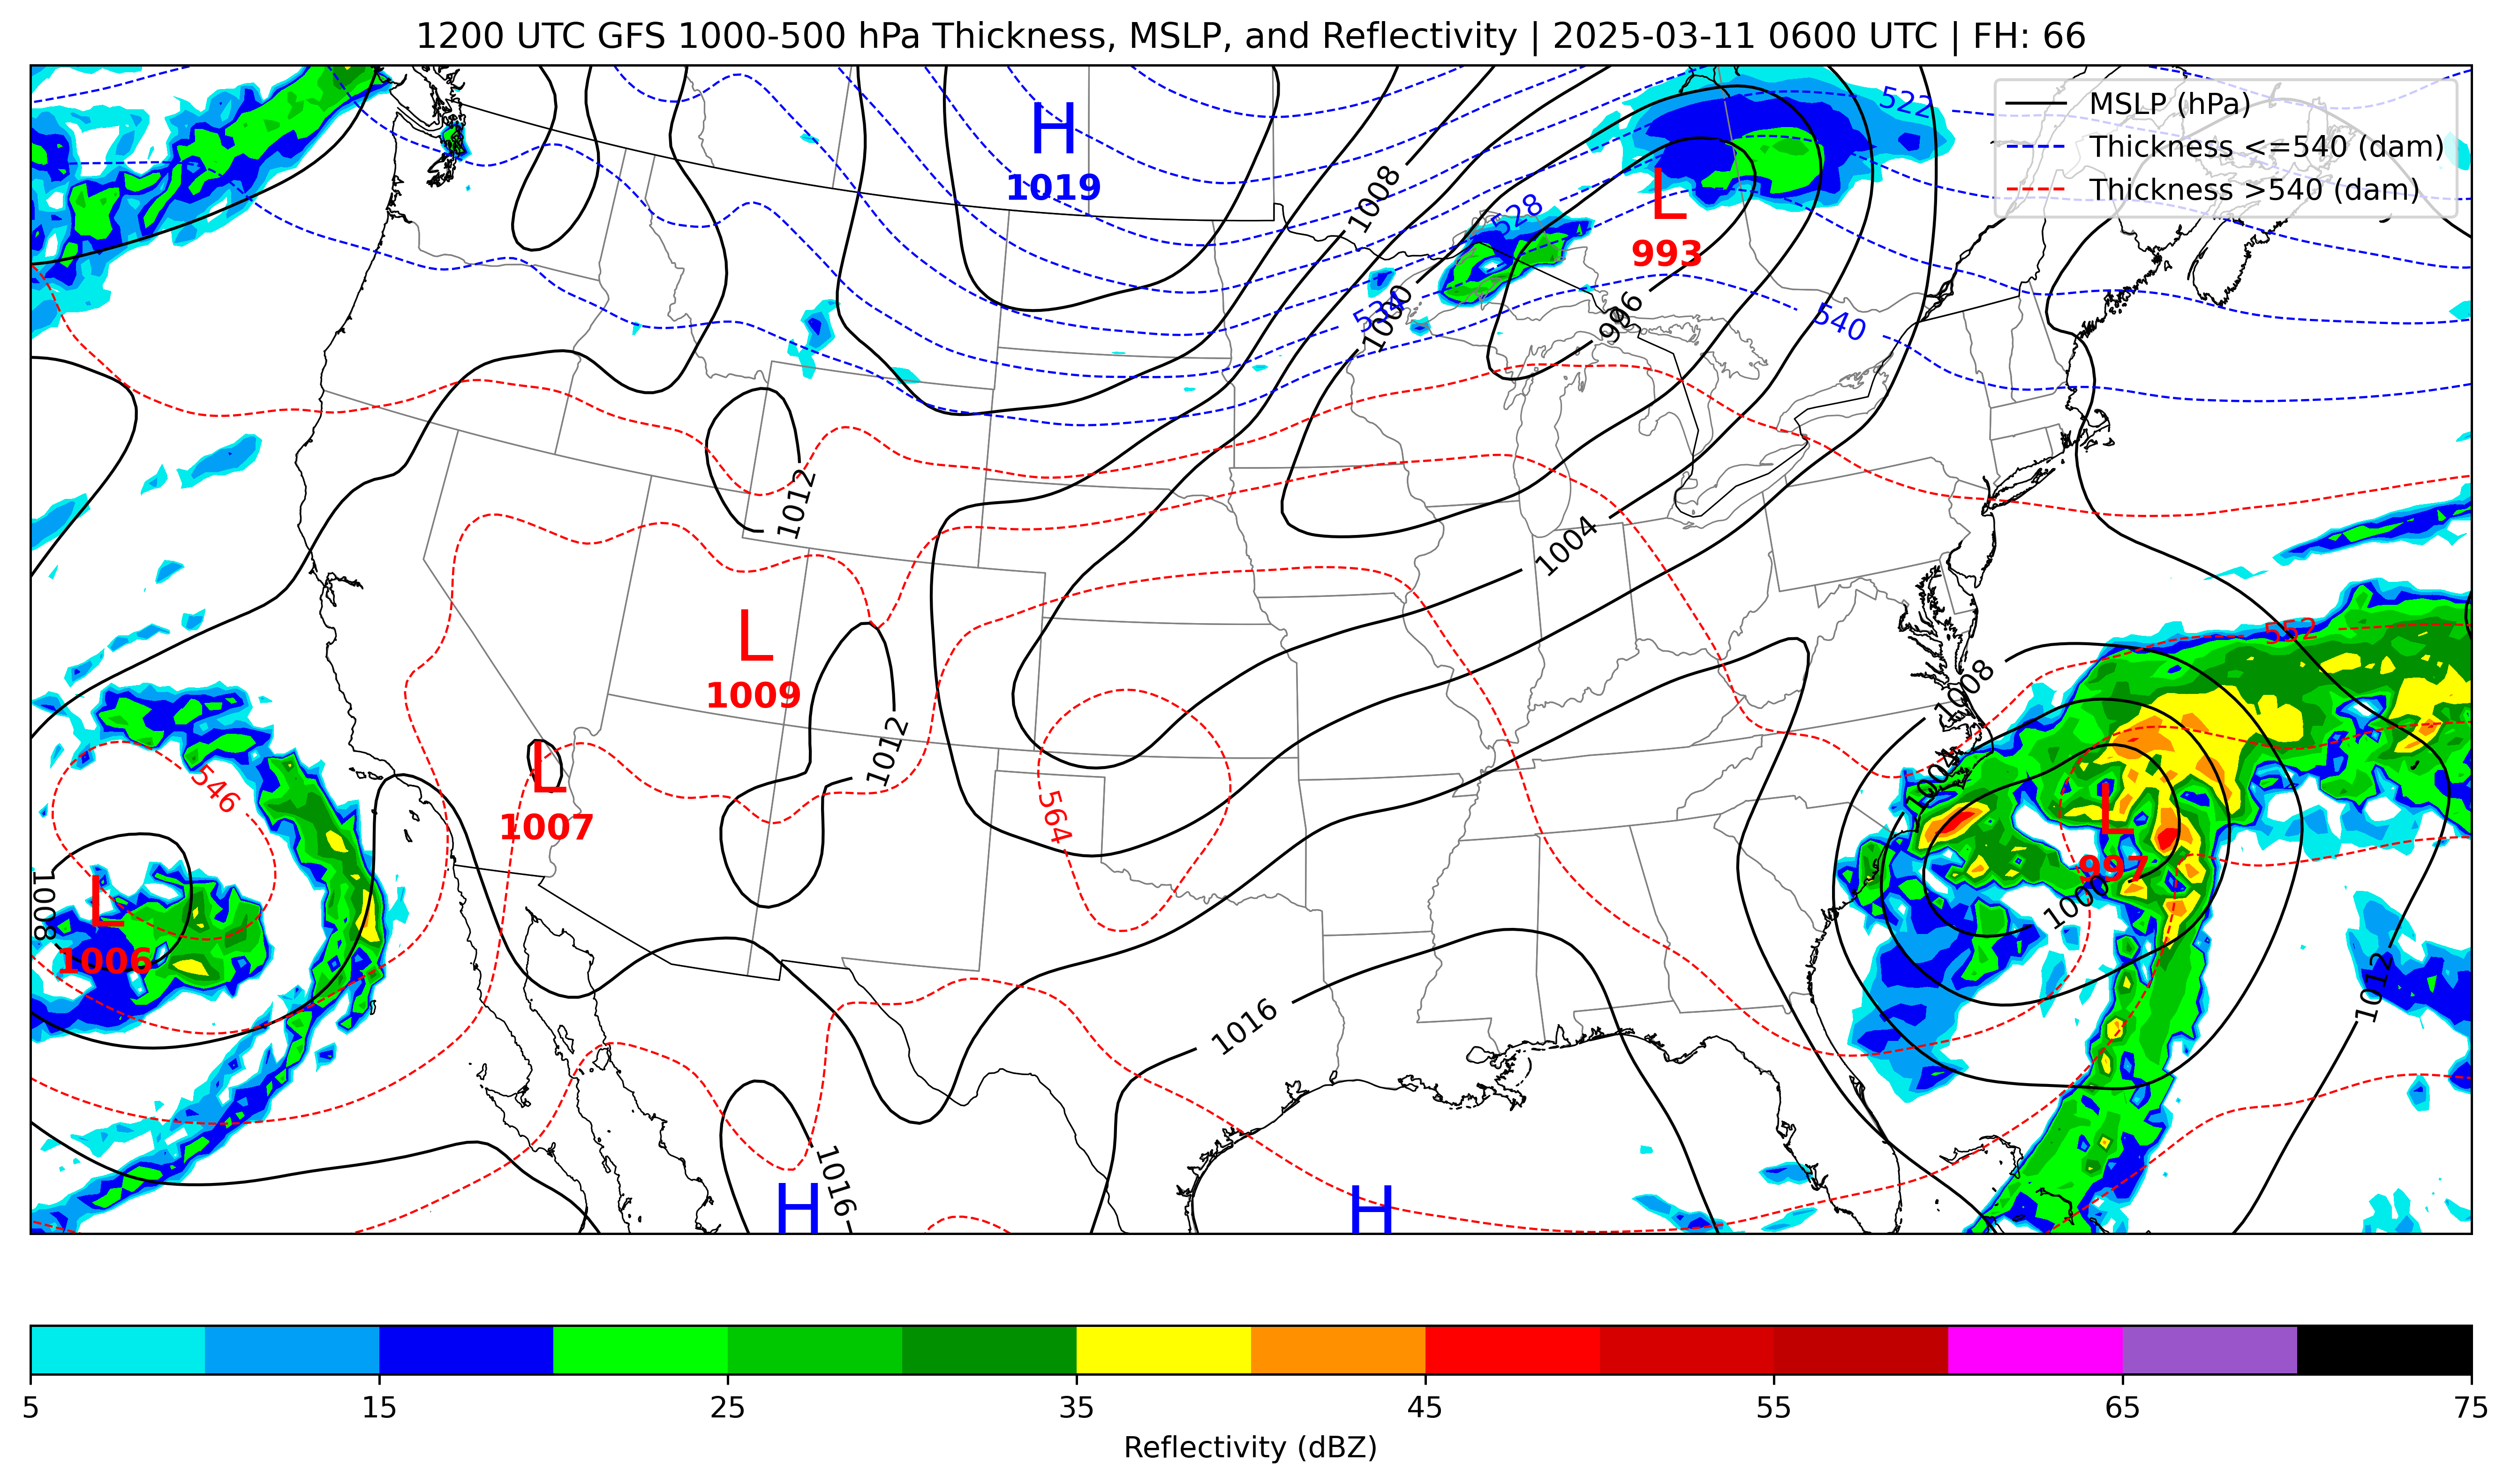 1200 UTC GFS 1000-500 hPa Thickness, MSLP, and Reflectivity | 2025-03-11 0600 UTC | FH: 66
MSLP (hPa)
Thickness <=540 (dam)
Thickness >540 (dam)
522
H
1019
1008
528
L
993
534
1000
996
540
1012
1004
L
1009
552
1008
1012
L
1007
546
564
1004
L
997
1000
1008
L
1006
1012
1016
1016
H
H
5
15
25
35
45
55
65
75
Reflectivity (dBZ)